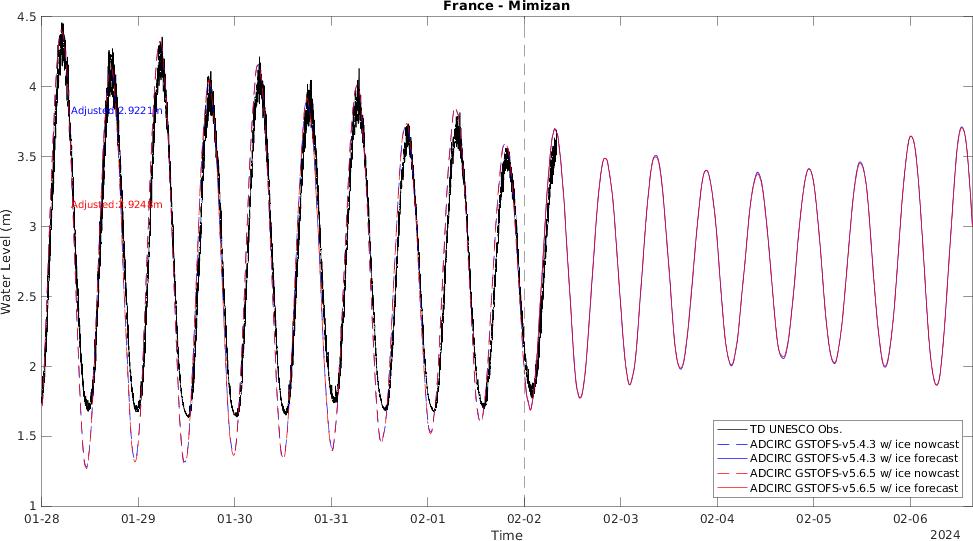 France - Mimizan
4.5
4
3.5
3
2.5
2
1.5
1
Water Level (m)
Adjusted:2.9221m
Adjusted:2.9248m
TD UNESCO Obs.
ADCIRC GSTOFS-v5.4.3 w/ ice nowcast
ADCIRC GSTOFS-v5.4.3 w/ ice forecast
ADCIRC GSTOFS-v5.6.5 w/ ice nowcast
ADCIRC GSTOFS-v5.6.5 w/ ice forecast
01-28 01-29 01-30 01-31 02-01 02-02 02-03 02-04 02-05 02-06
Time
2024